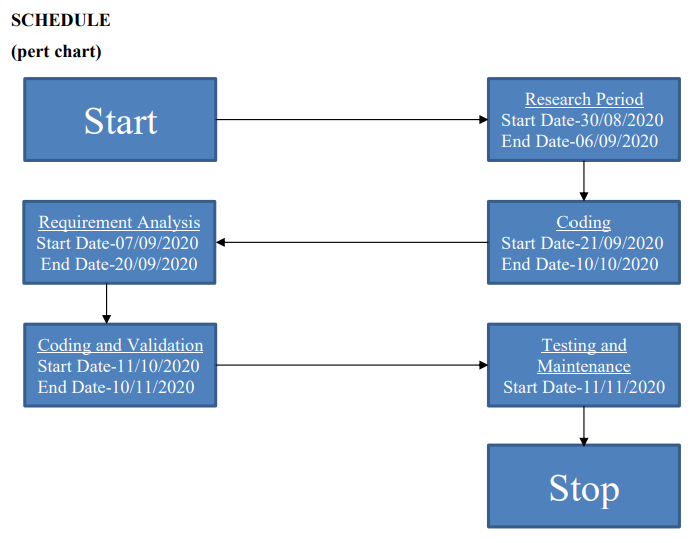 SCHEDULE
(pert chart)
Start
Research Period
Start Date-30/08/2020
End Date-06/09/2020
Requirement Analysis
Start Date-07/09/2020
End Date-20/09/2020
Coding
Start Date-21/09/2020
End Date-10/10/2020
Coding and Validation
Start Date-11/10/2020
End Date-10/11/2020
Testing and
Maintenance
Start Date-11/11/2020
Stop